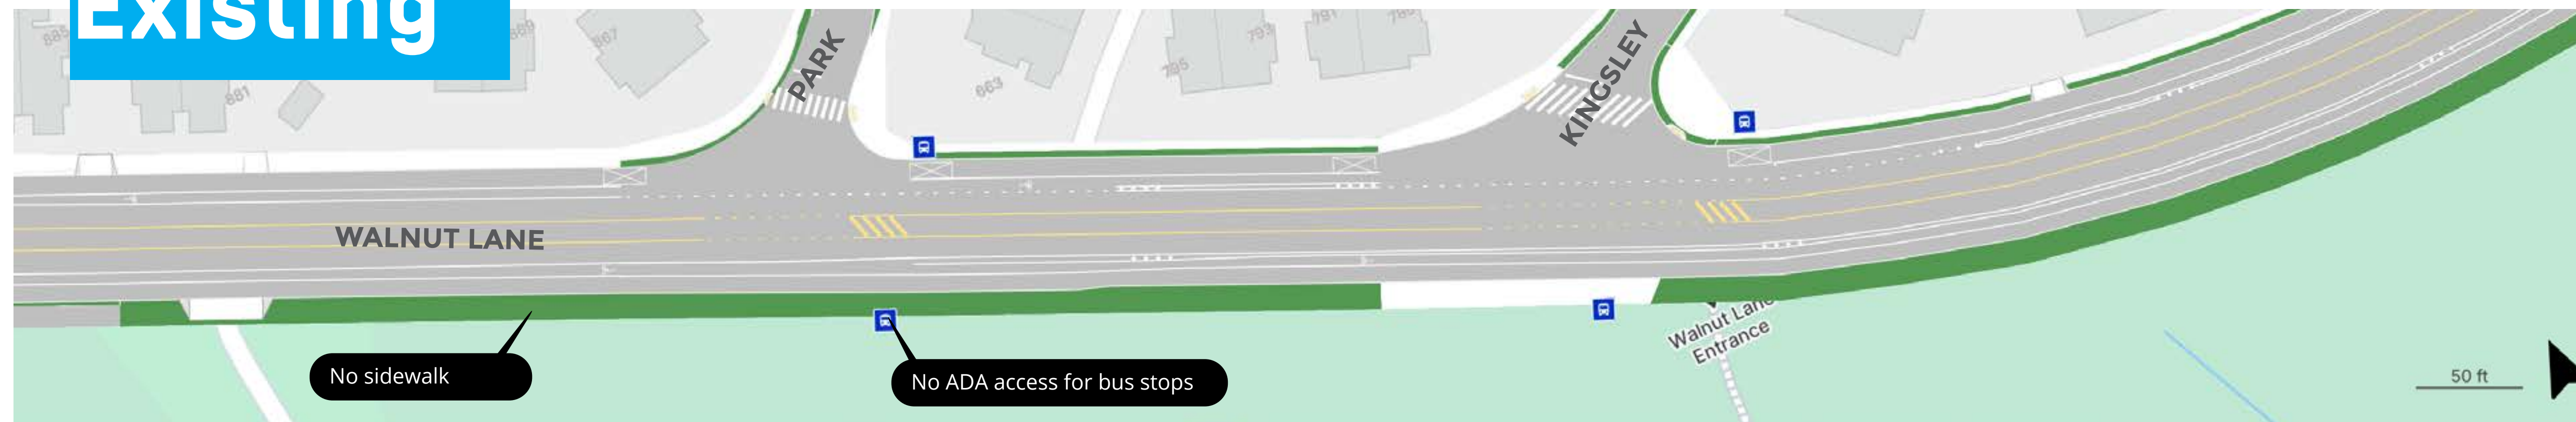 Existing
885
889
867
PARK
881
663
795
793
791
KINGSLEY
WALNUT LANE
Walnut Lane
Entrance
No sidewalk
No ADA access for bus stops
50 ft